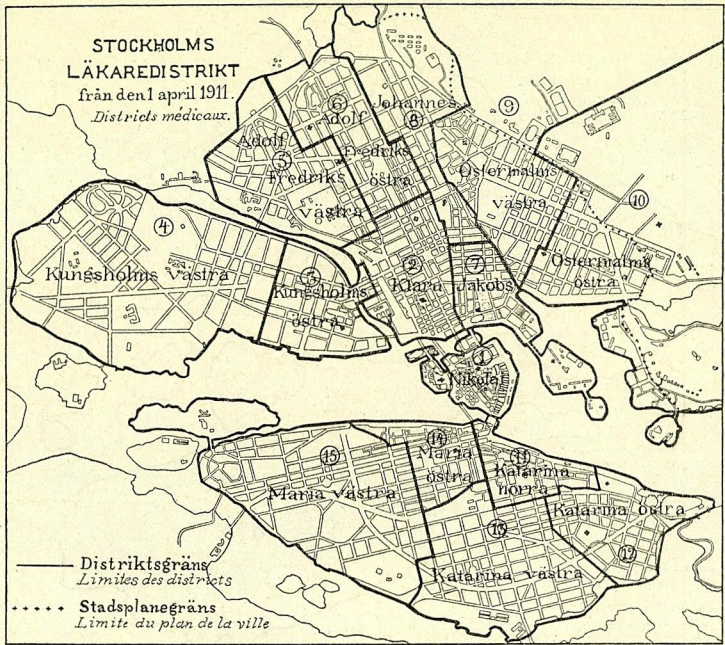 STOCKHOLMS
LÄKAREDISTRIKT
från den 1 april 1911.
Districts médicaux.
6
Adolf
Fredriks
östra
Johannes
8
9
Adolf
5
Fredriks
västra
Östermalms
västra
10
Östermalms
östra
4
Kungsholms västra
3
Kungsholms
östra
2
Klara
7
Jakobs
1
Nikolai
15
Maria västra
14
Maria
östra
11
Katarina
norra
Katarina östra
12
13
Katarina västra
Distriktsgräns
Limites des districts
Stadsplanegräns
Limite du plan de la ville